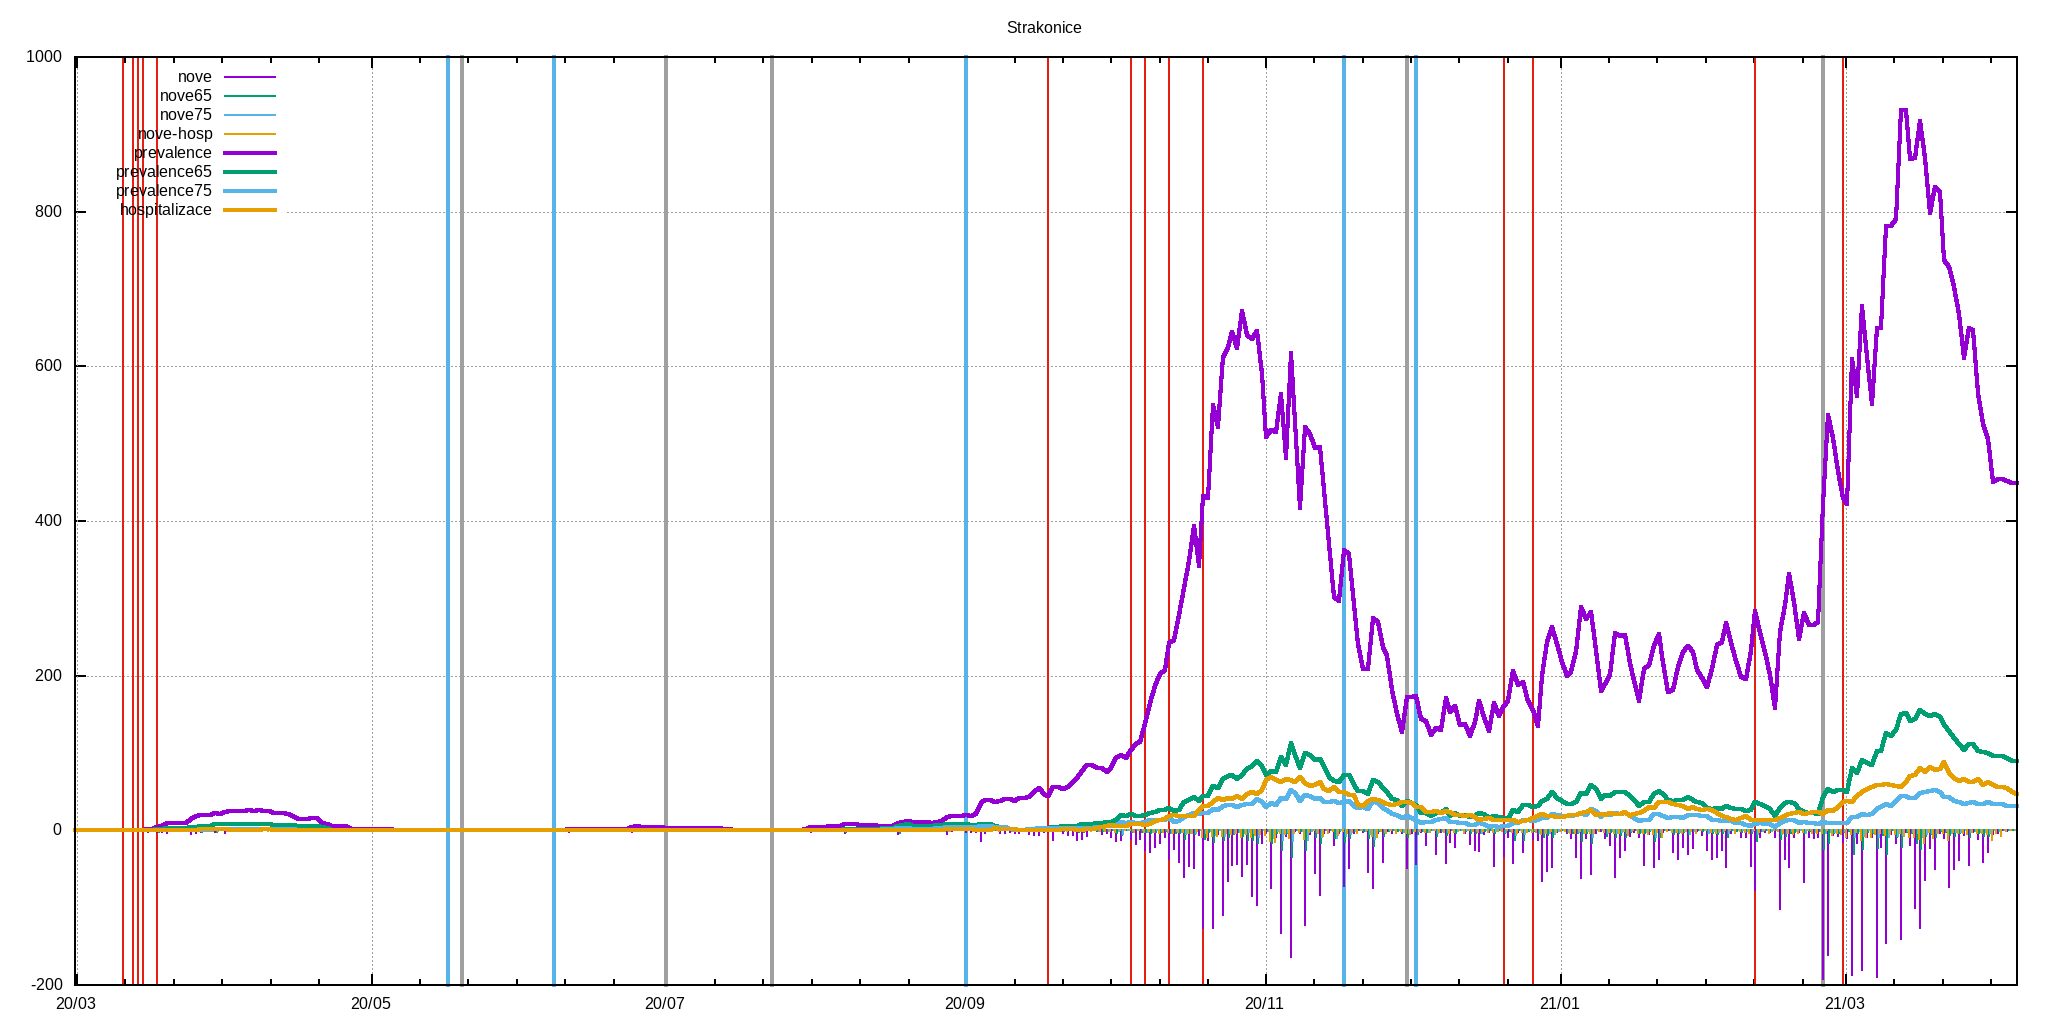 Strakonice
1000
800
600
400
200
0
-200
nove
nove65
nove75
nove-hosp
prevalence
prevalence65
prevalence75
hospitalizace
20/03 20/05 20/07 20/09 20/11 21/01 21/03